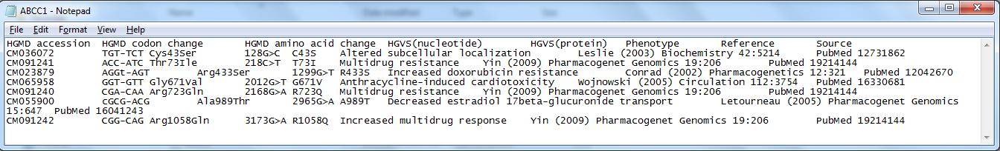 ABCC1 - Notepad
File Edit Format View Help
HGMD accession HGMD codon change HGMD amino acid change HGVS(nucleotide) HGVS(protein) Phenotype Reference Source
CM036072 TGT-TCT Cys43Ser 128G>C C43S Altered subcellular localization Leslie (2003) Biochemistry 42:5214 PubMed 12731862
CM091241 ACC-ATC Thr73Ile 218C>T T73I Multidrug resistance Yin (2009) Pharmacogenet Genomics 19:206 PubMed 19214144
CM023879 AGGt-AGT Arg433Ser 1299G>T R433S Increased doxorubicin resistance Conrad (2002) Pharmacogenetics 12:321 PubMed 12042670
CM065958 GGT-GTT Gly671Val 2012G>T G671V Anthracycline-induced cardiotoxicity Wojnowski (2005) Circulation 112:3754 PubMed 16330681
CM091240 CGA-CAA Arg723Gln 2168G>A R723Q Multidrug resistance Yin (2009) Pharmacogenet Genomics 19:206 PubMed 19214144
CM055900 CGCG-ACG Ala989Thr 2965G>A A989T Decreased estradiol 17beta-glucuronide transport Letourneau (2005) Pharmacogenet Genomics
15:647 PubMed 16041243
CM091242 CGG-CAG Arg1058Gln 3173G>A R1058Q Increased multidrug response Yin (2009) Pharmacogenet Genomics 19:206 PubMed 19214144